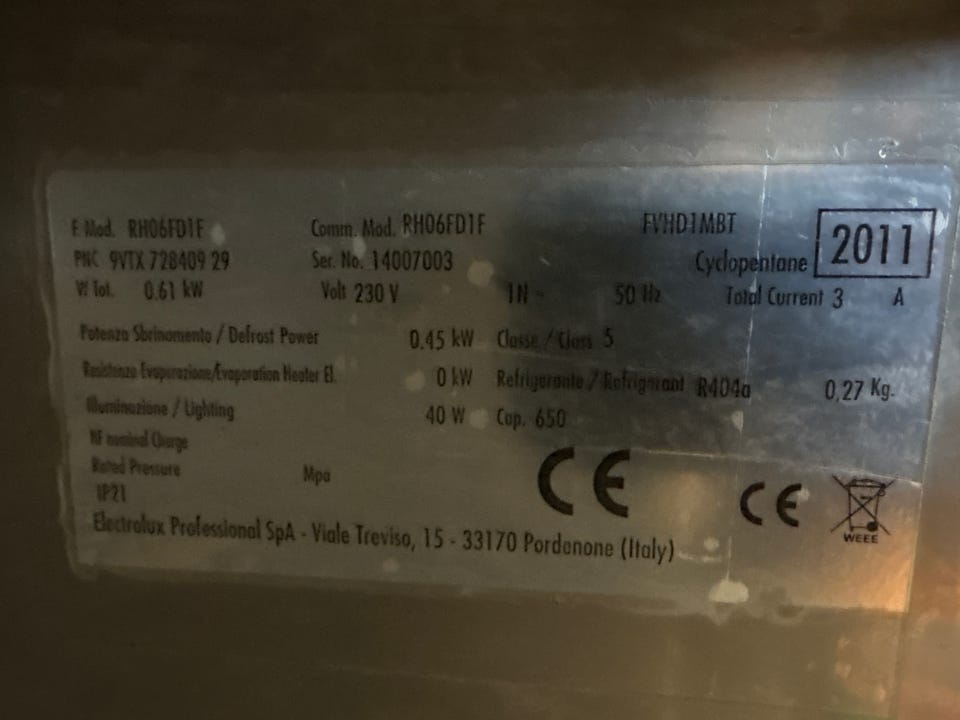 F. Mod. RH06FD1F Comm. Mod. RH06FD1F FVHD1MBT
PNC 9VTX 728409 29 Ser. No. 14007003 Cyclopentane 2011
W Tot. 0.61 kW Volt 230 V 1N ~ 50 Hz Total Current 3 A
Potenza Sbrinamento / Defrost Power 0.45 kW Classe / Class 5
Resistenza Evaporazione/Evaporation Heater El. 0 kW Refrigerante / Refrigerant R404a 0,27 Kg.
Illuminazione / Lighting 40 W Cap. 650
NF nominal Charge
Rated Pressure Mpa
IP21
CE CE
WEEE
Electrolux Professional SpA - Viale Treviso, 15 - 33170 Pordenone (Italy)